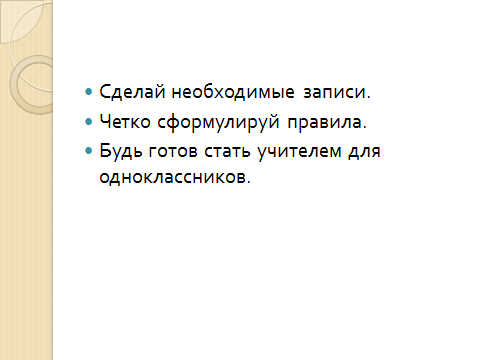 Сделай необходимые записи.
Четко сформулируй правила.
Будь готов стать учителем для
одноклассников.